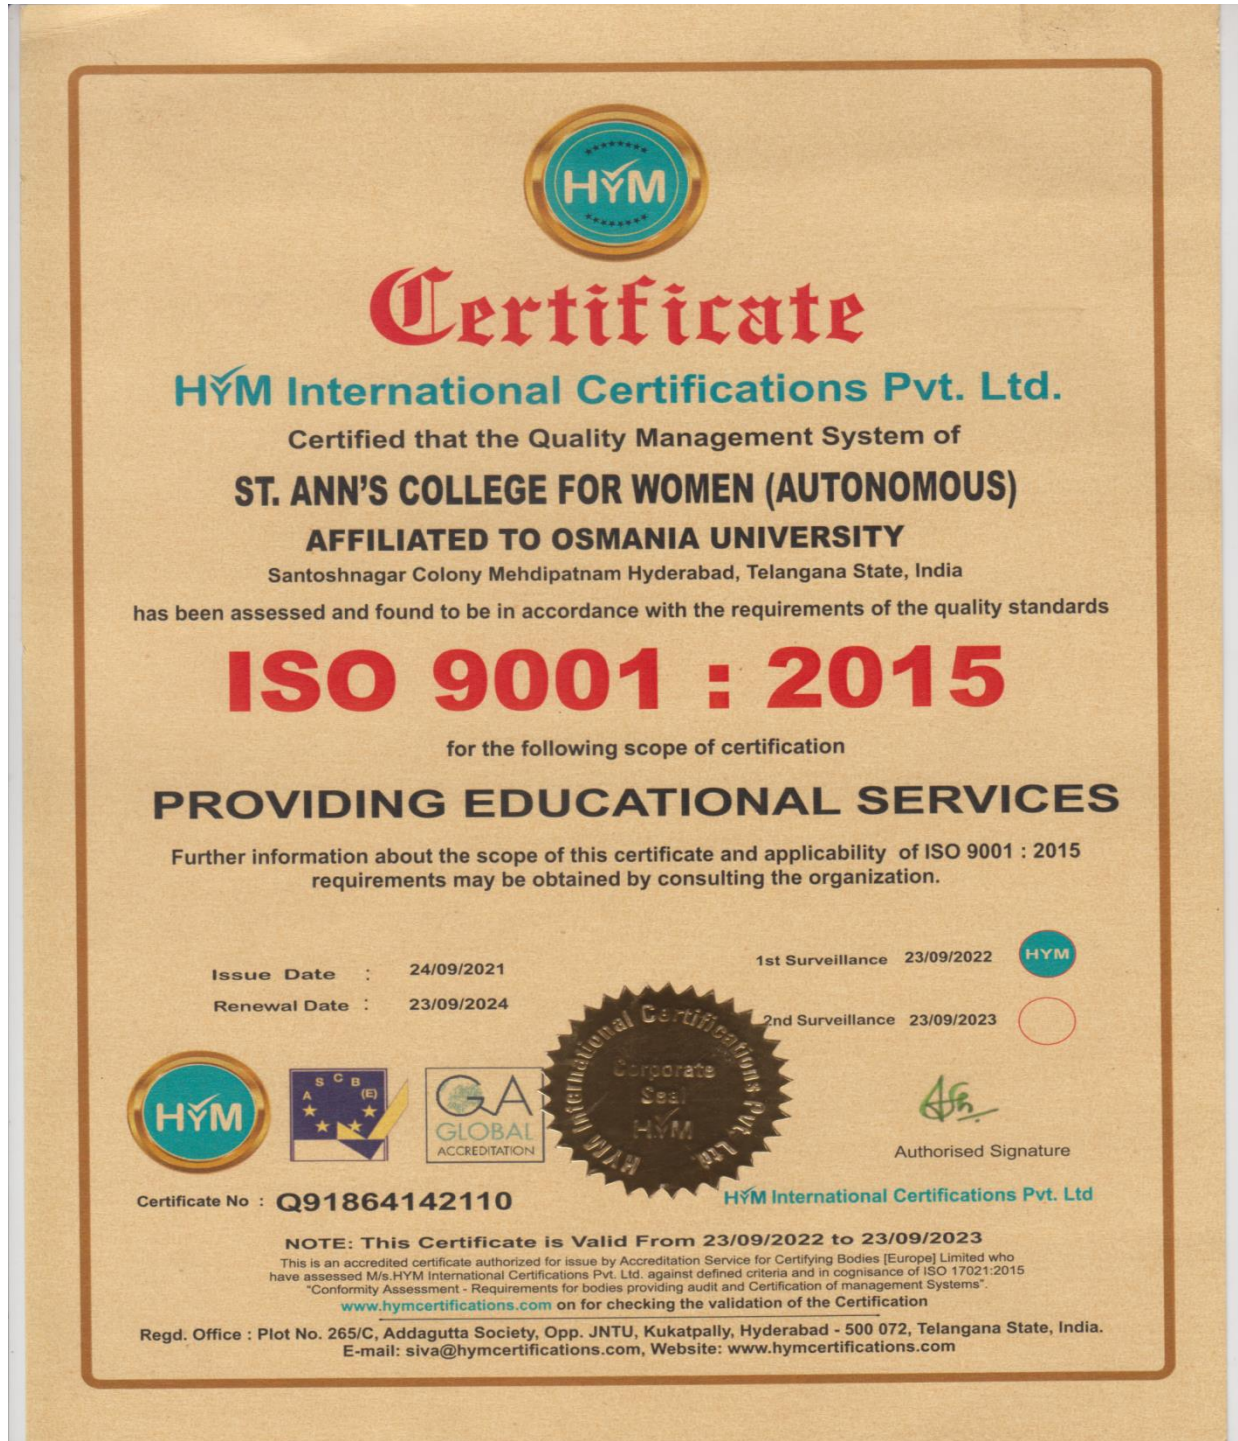 HYM
Certificate
HYM International Certifications Pvt. Ltd.
Certified that the Quality Management System of
ST. ANN'S COLLEGE FOR WOMEN (AUTONOMOUS)
AFFILIATED TO OSMANIA UNIVERSITY
Santoshnagar Colony Mehdipatnam Hyderabad, Telangana State, India
has been assessed and found to be in accordance with the requirements of the quality standards
ISO 9001 : 2015
for the following scope of certification
PROVIDING EDUCATIONAL SERVICES
Further information about the scope of this certificate and applicability of ISO 9001 : 2015
requirements may be obtained by consulting the organization.
Issue Date : 24/09/2021
Renewal Date : 23/09/2024
1st Surveillance 23/09/2022 HYM
2nd Surveillance 23/09/2023
HYM
A S C B (E)
GA
GLOBAL
ACCREDITATION
HYM International Certifications Pvt. Ltd.
Corporate
Seal
HYM
Authorised Signature
HYM International Certifications Pvt. Ltd
Certificate No : Q91864142110
NOTE: This Certificate is Valid From 23/09/2022 to 23/09/2023
This is an accredited certificate authorized for issue by Accreditation Service for Certifying Bodies [Europe] Limited who
have assessed M/s.HYM International Certifications Pvt. Ltd. against defined criteria and in cognisance of ISO 17021:2015
"Conformity Assessment - Requirements for bodies providing audit and Certification of management Systems".
www.hymcertifications.com on for checking the validation of the Certification
Regd. Office : Plot No. 265/C, Addagutta Society, Opp. JNTU, Kukatpally, Hyderabad - 500 072, Telangana State, India.
E-mail: siva@hymcertifications.com, Website: www.hymcertifications.com